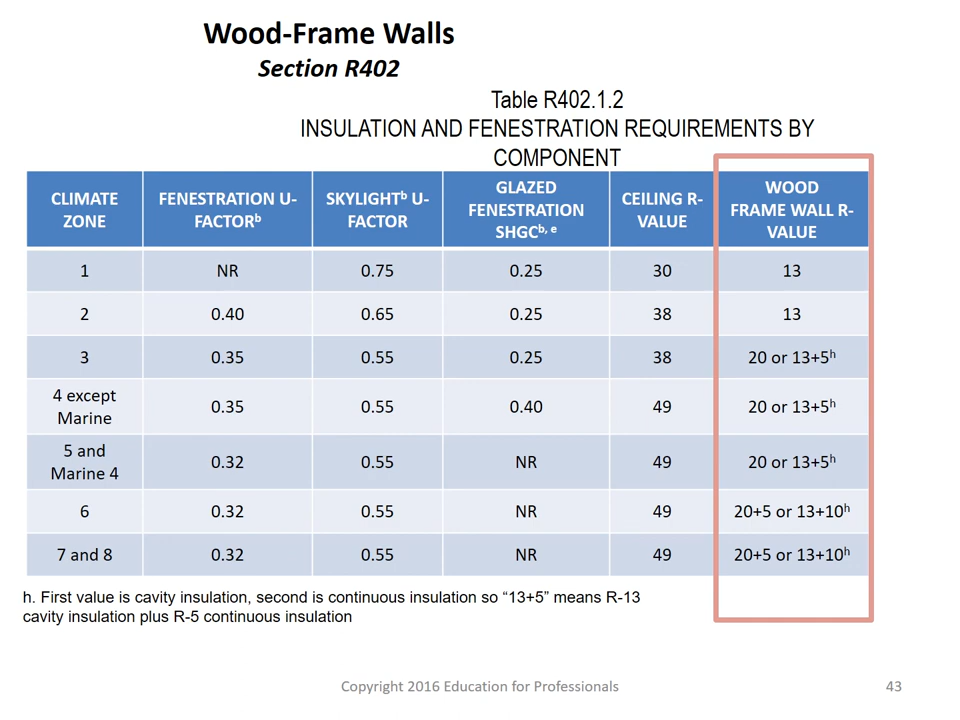 Wood-Frame Walls
Section R402
Table R402.1.2
INSULATION AND FENESTRATION REQUIREMENTS BY
COMPONENT
CLIMATE ZONE | FENESTRATION U-FACTORᵇ | SKYLIGHTᵇ U-FACTOR | GLAZED FENESTRATION SHGCᵇ, ᵉ | CEILING R-VALUE | WOOD FRAME WALL R-VALUE
1 | NR | 0.75 | 0.25 | 30 | 13
2 | 0.40 | 0.65 | 0.25 | 38 | 13
3 | 0.35 | 0.55 | 0.25 | 38 | 20 or 13+5ʰ
4 except Marine | 0.35 | 0.55 | 0.40 | 49 | 20 or 13+5ʰ
5 and Marine 4 | 0.32 | 0.55 | NR | 49 | 20 or 13+5ʰ
6 | 0.32 | 0.55 | NR | 49 | 20+5 or 13+10ʰ
7 and 8 | 0.32 | 0.55 | NR | 49 | 20+5 or 13+10ʰ
h. First value is cavity insulation, second is continuous insulation so “13+5” means R-13
cavity insulation plus R-5 continuous insulation
Copyright 2016 Education for Professionals
43